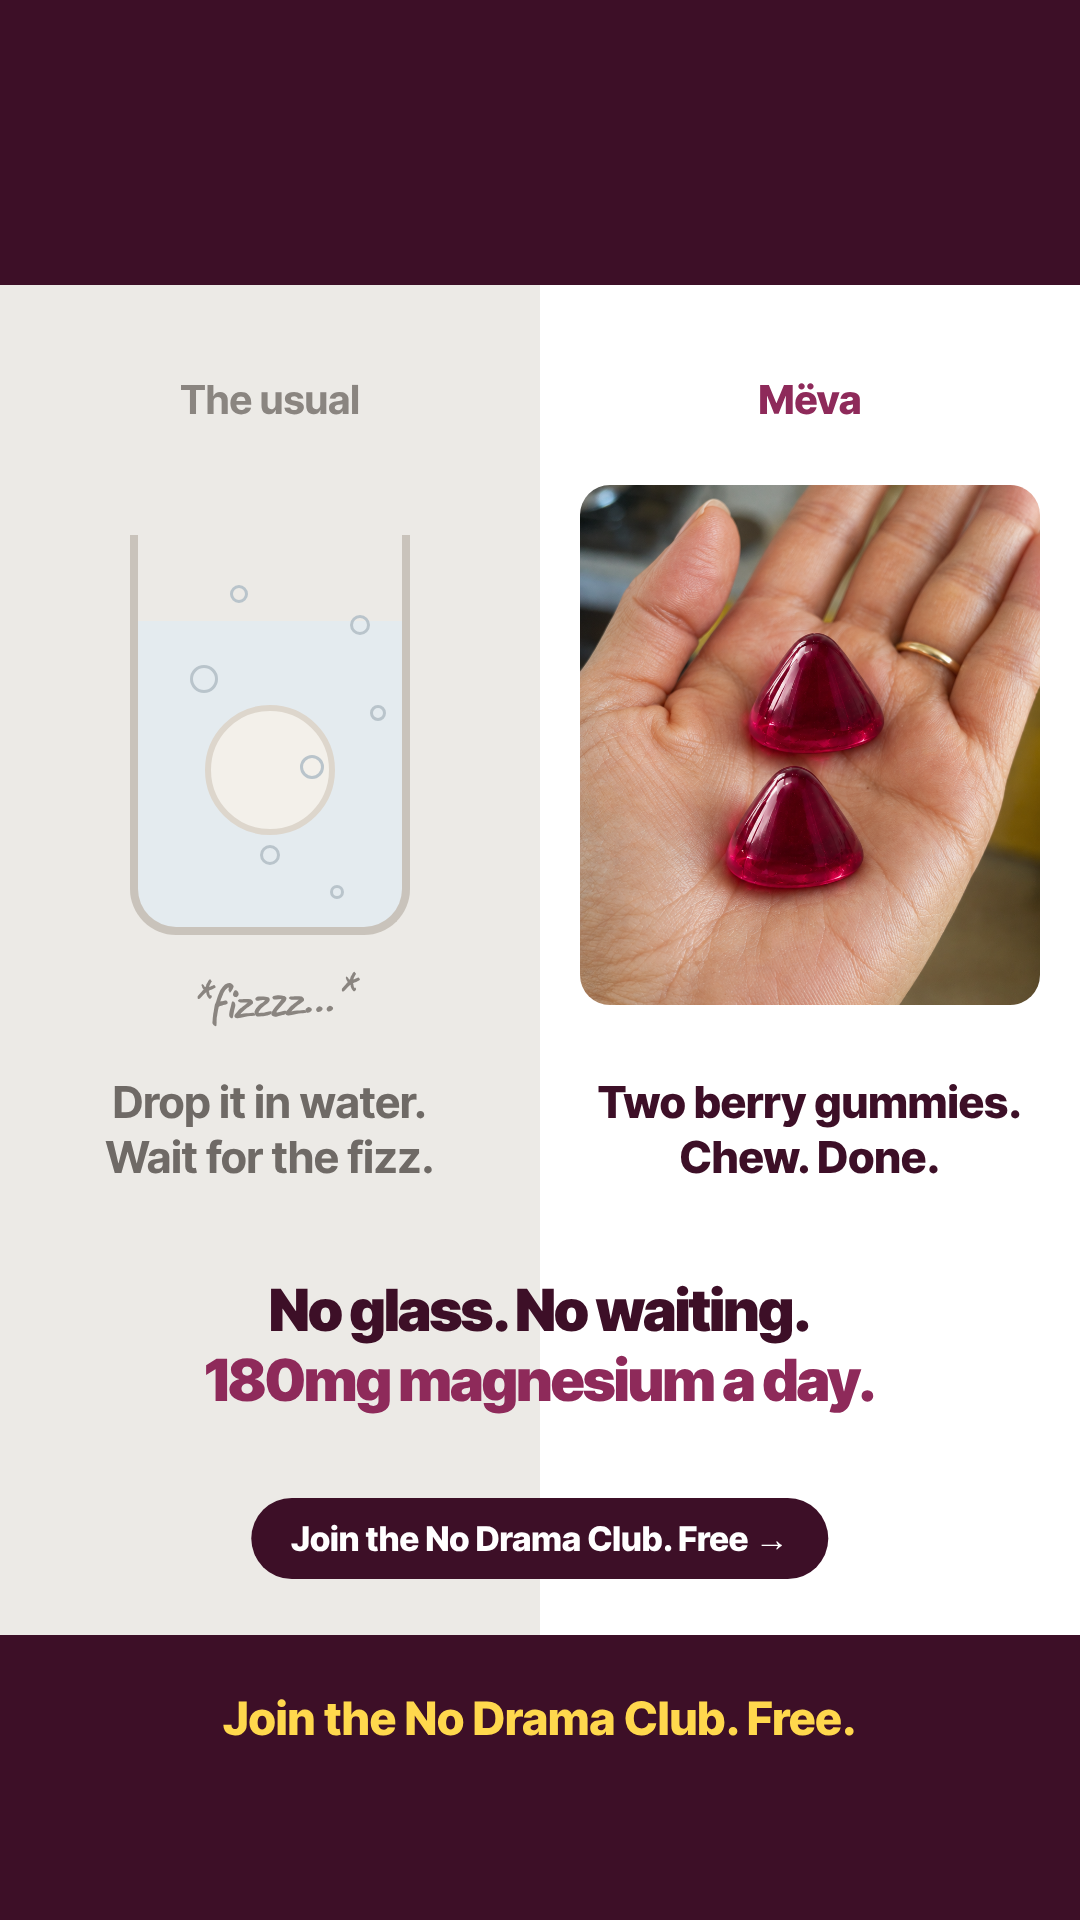 The usual
Mëva
*fizzzz...*
Drop it in water.
Wait for the fizz.
Two berry gummies.
Chew. Done.
No glass. No waiting.
180mg magnesium a day.
Join the No Drama Club. Free →
Join the No Drama Club. Free.